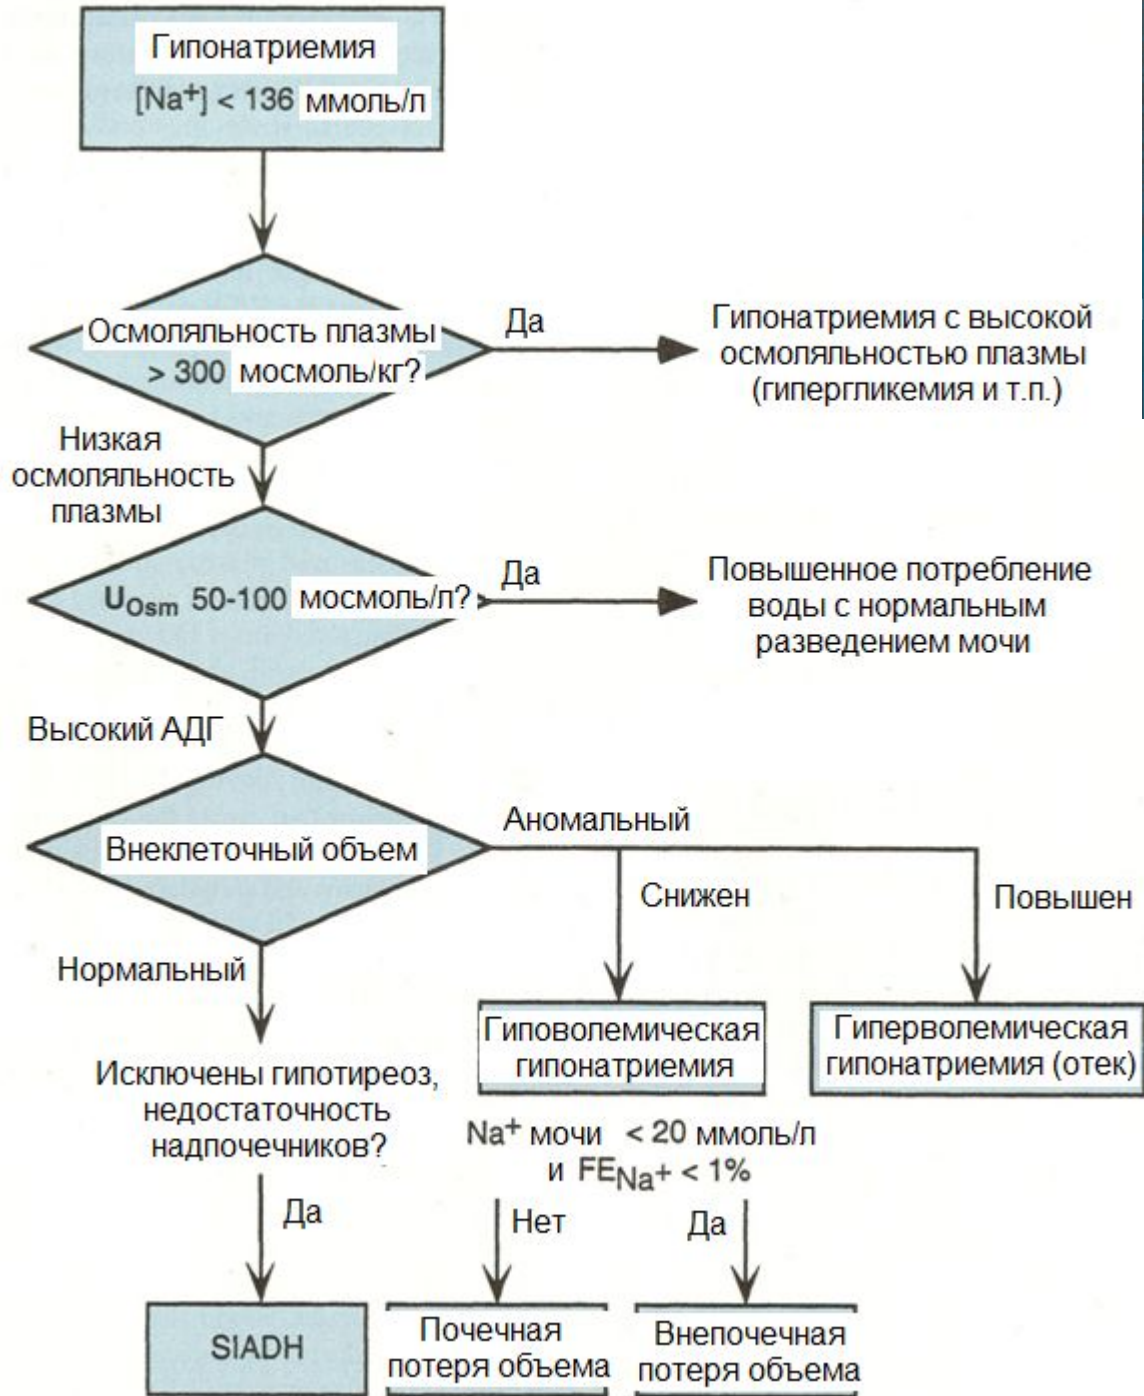 Гипонатриемия
[Na+] < 136 ммоль/л
Осмоляльность плазмы
> 300 мосмоль/кг?
Да
Гипонатриемия с высокой
осмоляльностью плазмы
(гипергликемия и т.п.)
Низкая
осмоляльность
плазмы
UOsm 50-100 мосмоль/л?
Да
Повышенное потребление
воды с нормальным
разведением мочи
Высокий АДГ
Внеклеточный объем
Аномальный
Снижен
Повышен
Нормальный
Гиповолемическая
гипонатриемия
Гиперволемическая
гипонатриемия (отек)
Исключены гипотиреоз,
недостаточность
надпочечников?
Na+ мочи < 20 ммоль/л
и FENa+ < 1%
Да
Нет
Да
SIADH
Почечная
потеря объема
Внепочечная
потеря объема